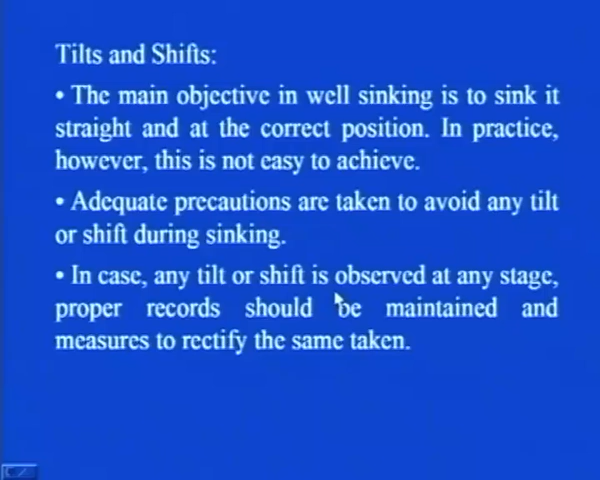 Tilts and Shifts:
• The main objective in well sinking is to sink it
straight and at the correct position. In practice,
however, this is not easy to achieve.
• Adequate precautions are taken to avoid any tilt
or shift during sinking.
• In case, any tilt or shift is observed at any stage,
proper records should be maintained and
measures to rectify the same taken.